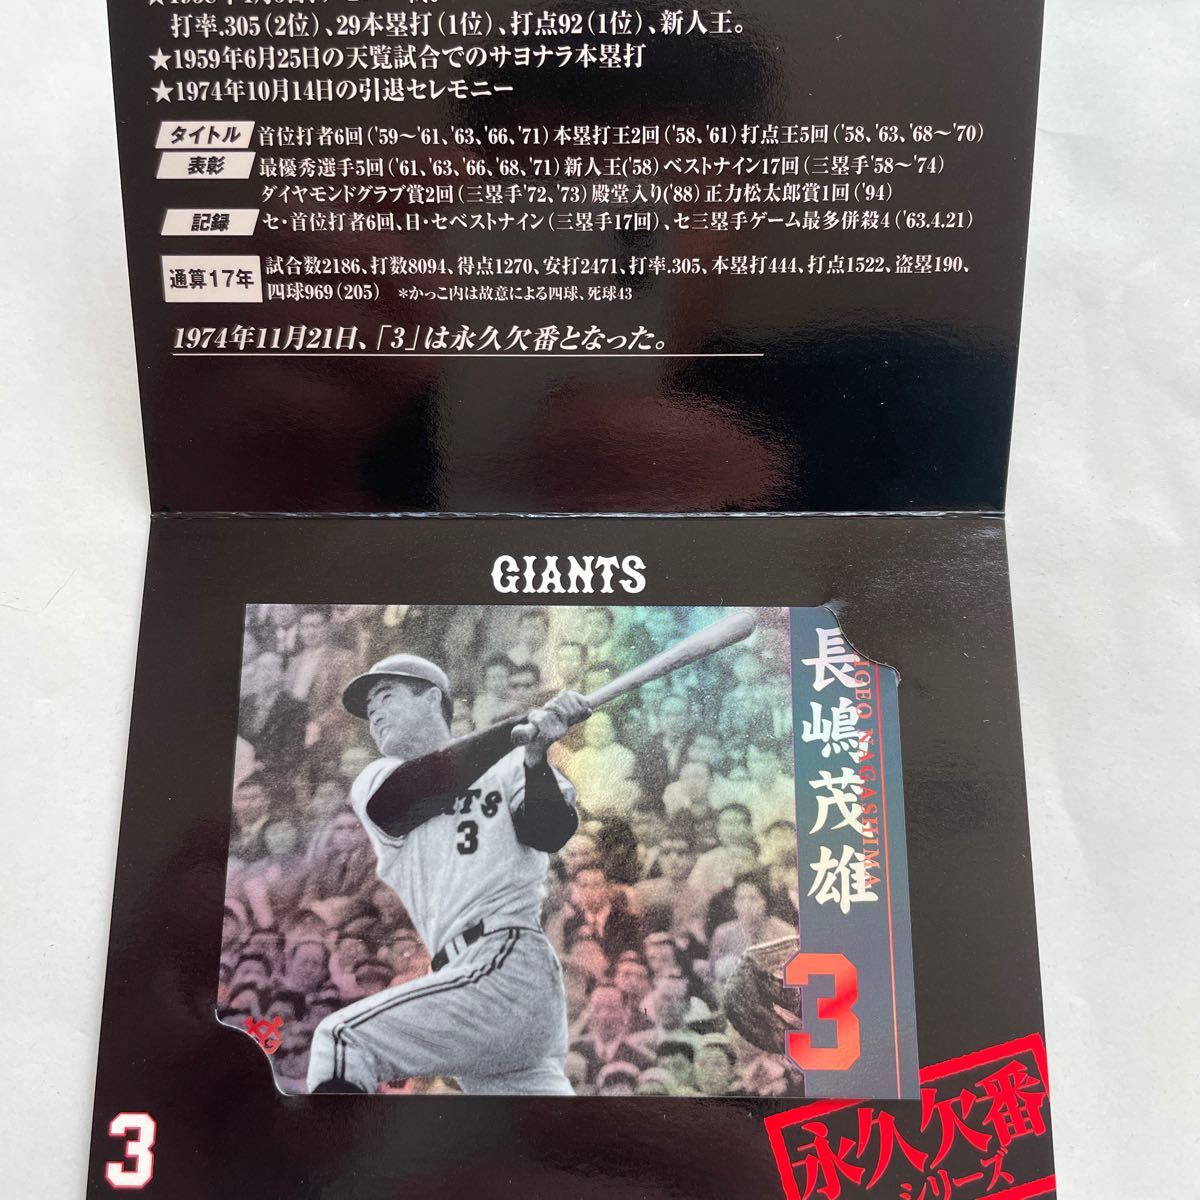 打率.305(2位)、29本塁打(1位)、打点92(1位)、新人王。
★1959年6月25日の天覧試合でのサヨナラ本塁打
★1974年10月14日の引退セレモニー
タイトル 首位打者6回('59〜'61、'63、'66、'71)本塁打王2回('58、'61)打点王5回('58、'63、'68〜'70)
表彰 最優秀選手5回('61、'63、'66、'68、'71)新人王('58)ベストナイン17回(三塁手'58〜'74)
ダイヤモンドグラブ賞2回(三塁手'72、'73)殿堂入り('88)正力松太郎賞1回('94)
記録 セ・首位打者6回、日・セベストナイン(三塁手17回)、セ三塁手ゲーム最多併殺4('63.4.21)
通算17年 試合数2186、打数8094、得点1270、安打2471、打率.305、本塁打444、打点1522、盗塁190、
四球969(205) *かっこ内は故意による四球、死球43
1974年11月21日、「3」は永久欠番となった。
GIANTS
長嶋茂雄
IGEO NAGASHIMA
NTS
3
3
G
3
永久欠番
シリーズ